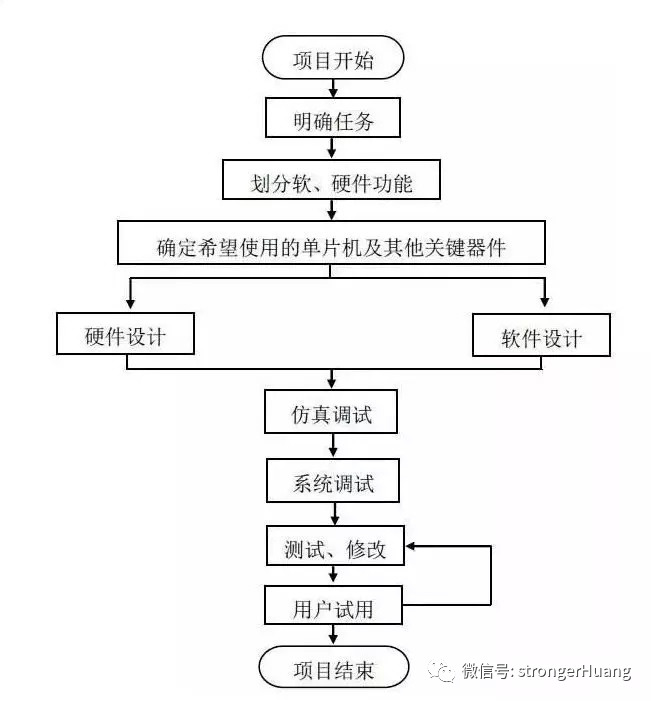 项目开始
明确任务
划分软、硬件功能
确定希望使用的单片机及其他关键器件
硬件设计
软件设计
仿真调试
系统调试
测试、修改
用户试用
项目结束
微信号: strongerHuang